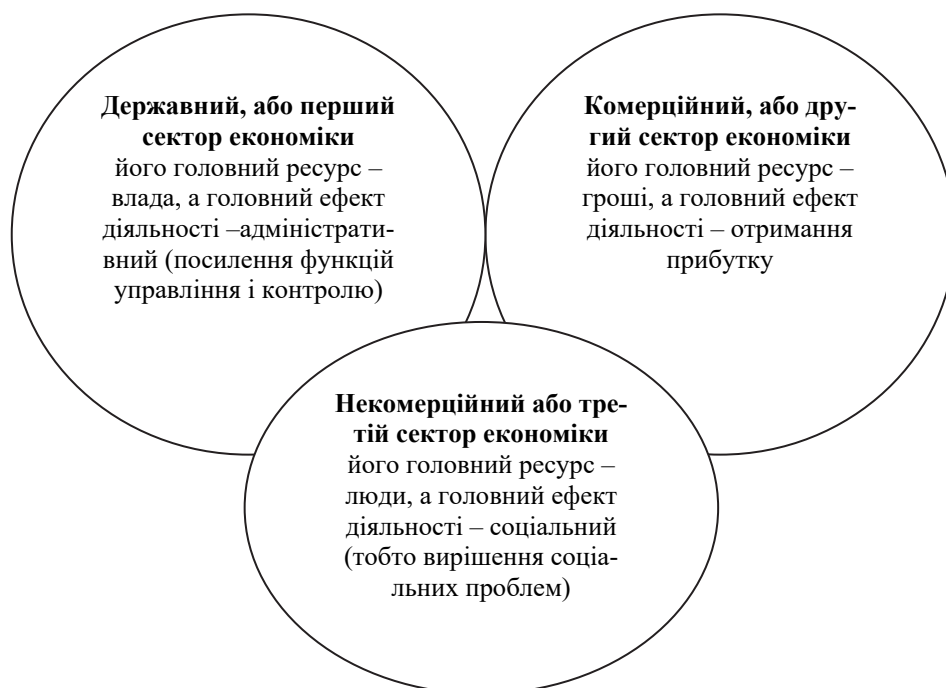 Державний, або перший
сектор економіки
його головний ресурс –
влада, а головний ефект
діяльності –адміністратив-
ний (посилення функцій
управління і контролю)
Комерційний, або дру-
гий сектор економіки
його головний ресурс –
гроші, а головний ефект
діяльності – отримання
прибутку
Некомерційний або тре-
тій сектор економіки
його головний ресурс –
люди, а головний ефект
діяльності – соціальний
(тобто вирішення соціа-
льних проблем)